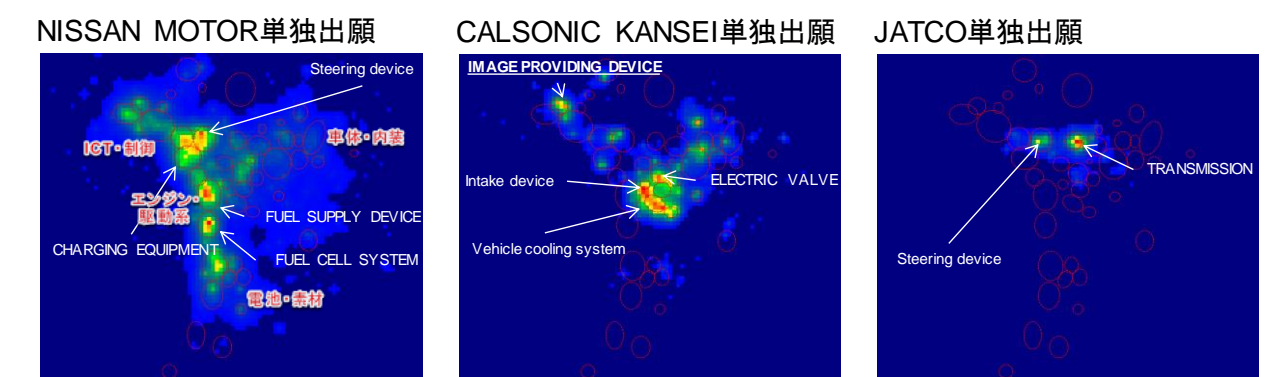 NISSAN MOTOR単独出願
Steering device
ICT・制御
車体・内装
エンジン・
駆動系
FUEL SUPPLY DEVICE
CHARGING EQUIPMENT
FUEL CELL SYSTEM
電池・素材
CALSONIC KANSEI単独出願
IMAGE PROVIDING DEVICE
Intake device
ELECTRIC VALVE
Vehicle cooling system
JATCO単独出願
TRANSMISSION
Steering device